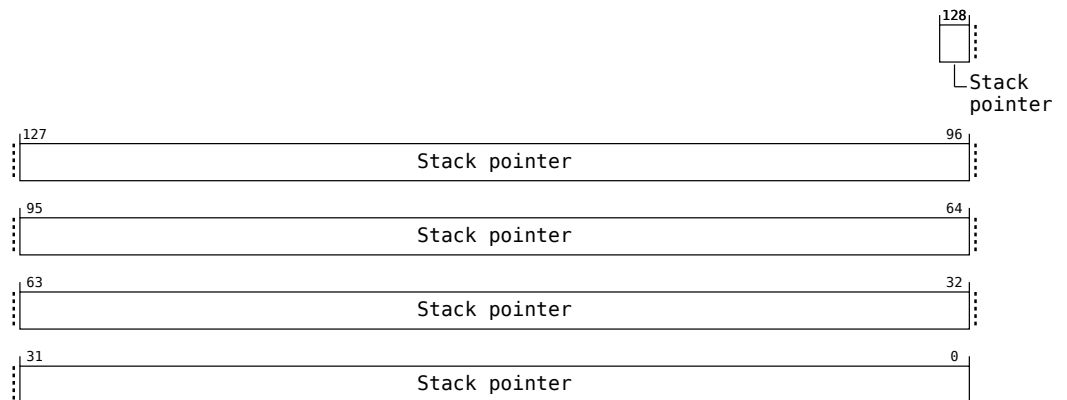 128
Stack
pointer
127 96
Stack pointer
95 64
Stack pointer
63 32
Stack pointer
31 0
Stack pointer